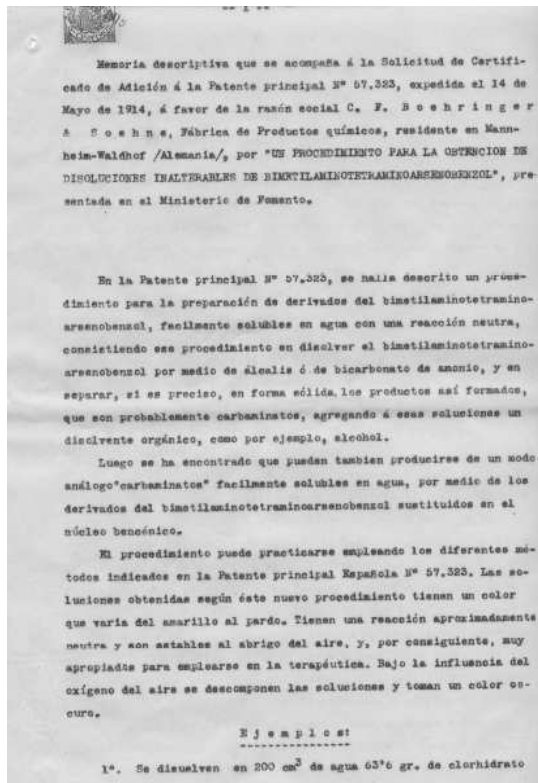 Memoria descriptiva que se acompaña á la Solicitud de Certifi-
cado de Adición á la Patente principal Nº 57.323, expedida el 14 de
Mayo de 1914, á favor de la razón social C. F. Boehringer
& Soehne, Fábrica de Productos químicos, residente en Mann-
heim-Waldhof /Alemania/, por "UN PROCEDIMIENTO PARA LA OBTENCION DE
DISOLUCIONES INALTERABLES DE BIMETILAMINOTETRAMINOARSENOBENZOL", pre-
sentada en el Ministerio de Fomento.
En la Patente principal Nº 57.323, se halla descrito un proce-
dimiento para la preparación de derivados del bimetilaminotetramino-
arsenobenzol, facilmente solubles en agua con una reacción neutra,
consistiendo ese procedimiento en disolver el bimetilaminotetramino-
arsenobenzol por medio de álcalis ó de bicarbonato de amonio, y en
separar, si es preciso, en forma sólida, los productos así formados,
que son probablemente carbaminatos, agregando á esas soluciones un
disolvente orgánico, como por ejemplo, alcohol.
Luego se ha encontrado que pueden tambien producirse de un modo
análogo "carbaminatos" facilmente solubles en agua, por medio de los
derivados del bimetilaminotetraminoarsenobenzol sustituidos en el
núcleo bencénico.
El procedimiento puede practicarse empleando los diferentes mé-
todos indicados en la Patente principal Española Nº 57.323. Las so-
luciones obtenidas según éste nuevo procedimiento tienen un color
que varia del amarillo al pardo. Tienen una reacción aproximadamente
neutra y son estables al abrigo del aire, y, por consiguiente, muy
apropiados para emplearse en la terapéutica. Bajo la influencia del
oxígeno del aire se descomponen las soluciones y toman un color os-
curo.
Ejemplos:
1º. Se disuelven en 200 cm³ de agua 63'6 gr. de clorhidrato